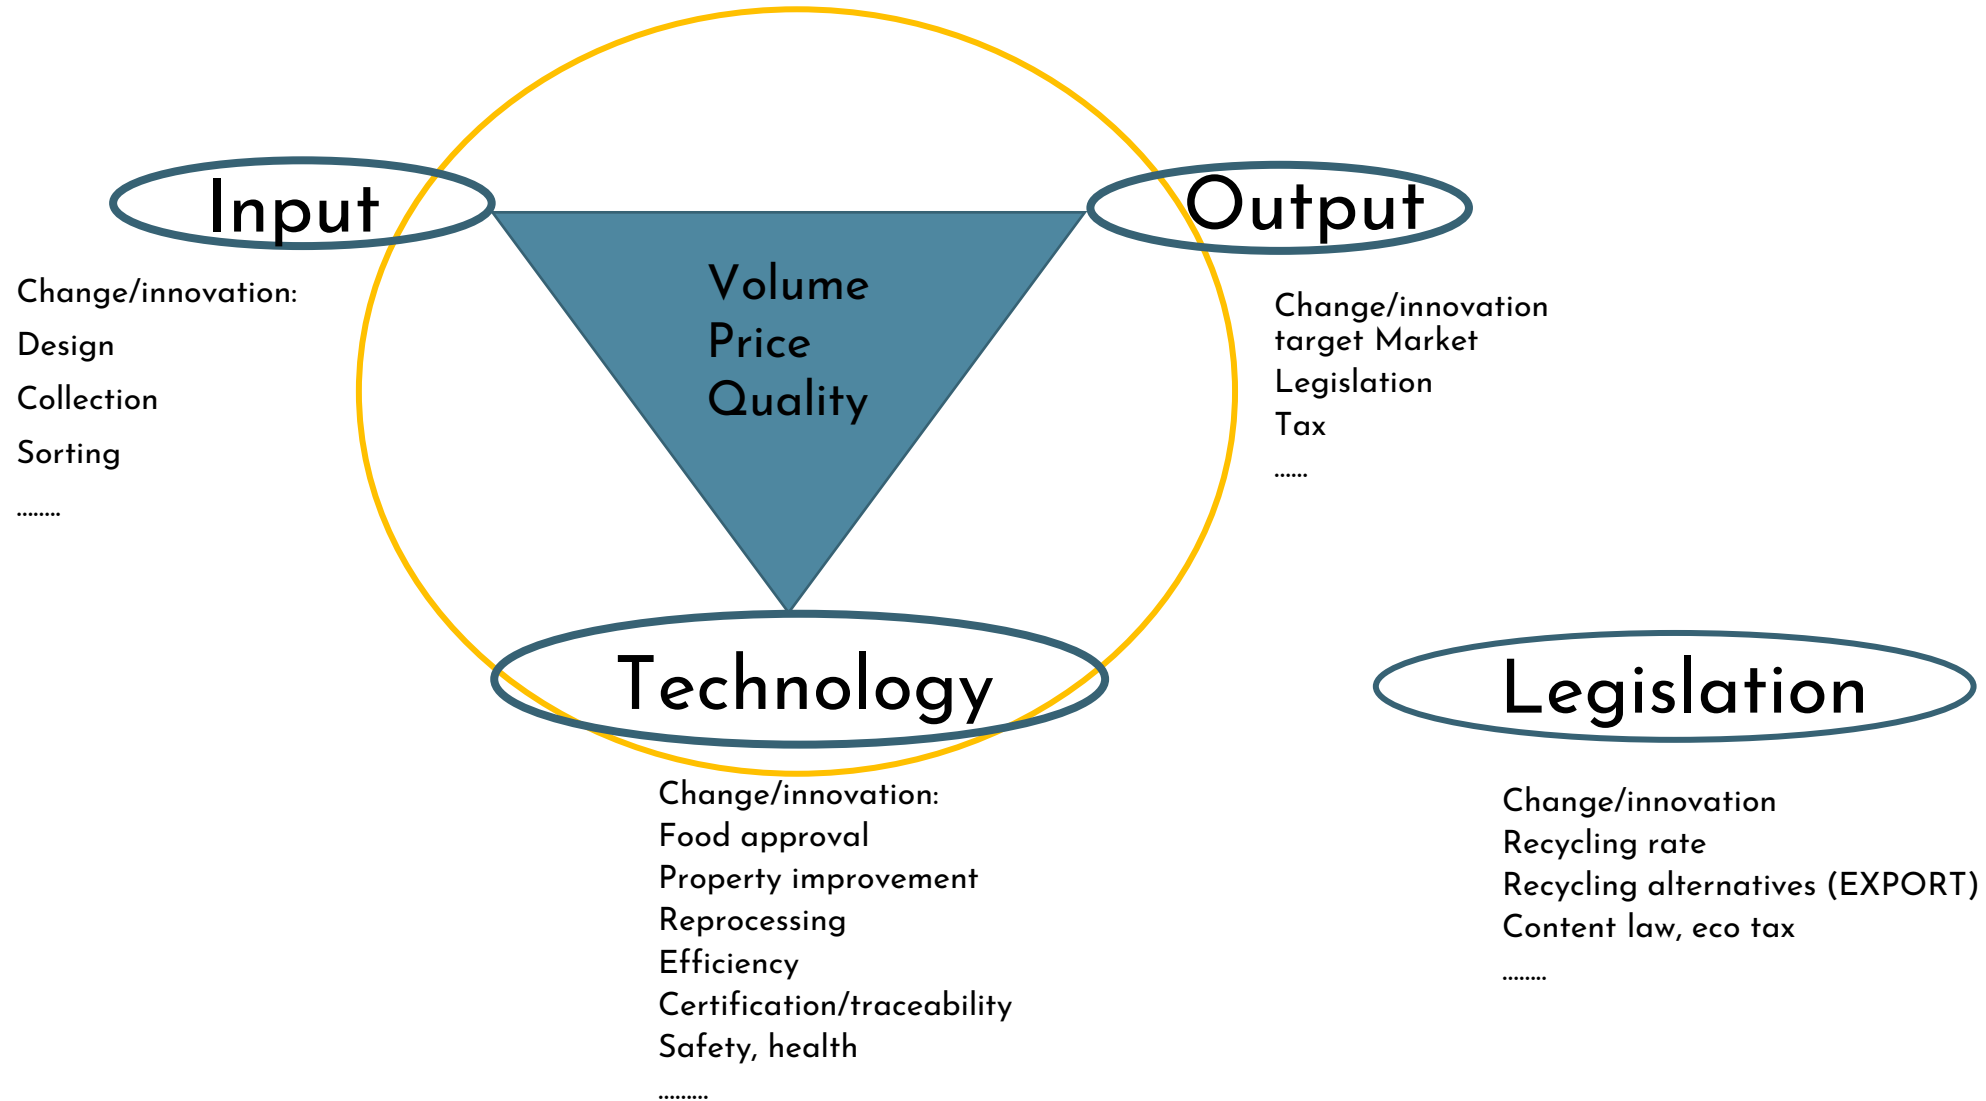 Input
Output
Volume
Price
Quality
Change/innovation:
Design
Collection
Sorting
........
Change/innovation
target Market
Legislation
Tax
......
Technology
Change/innovation:
Food approval
Property improvement
Reprocessing
Efficiency
Certification/traceability
Safety, health
.........
Legislation
Change/innovation
Recycling rate
Recycling alternatives (EXPORT)
Content law, eco tax
........